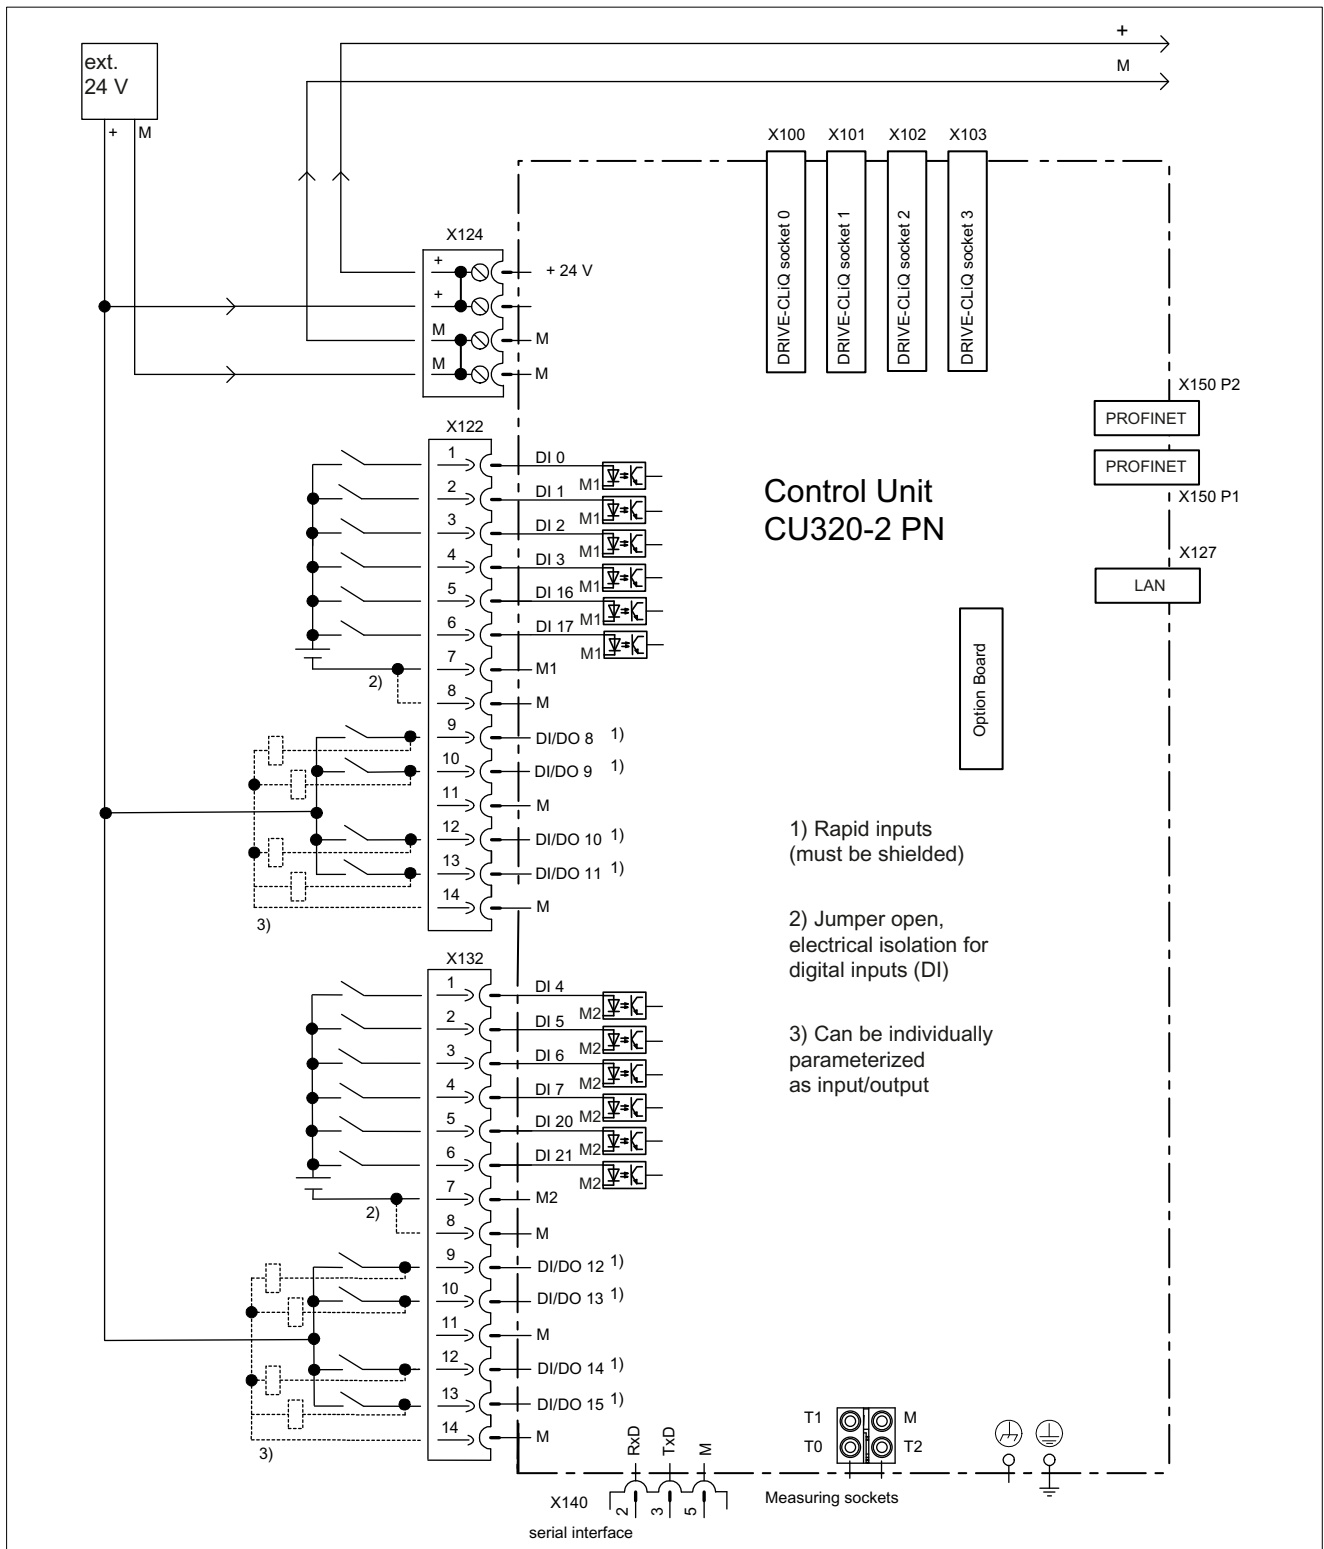 +
M
ext.
24 V
+ M
X100 X101 X102 X103
DRIVE-CLiQ socket 0
DRIVE-CLiQ socket 1
DRIVE-CLiQ socket 2
DRIVE-CLiQ socket 3
X124
+ + 24 V
+
M M
M M
X150 P2
PROFINET
PROFINET
X150 P1
X127
LAN
Control Unit
CU320-2 PN
Option Board
X122
1 DI 0 M1
2 DI 1 M1
3 DI 2 M1
4 DI 3 M1
5 DI 16 M1
6 DI 17 M1
2) 7 M1
8 M
9 DI/DO 8 1)
10 DI/DO 9 1)
11 M
12 DI/DO 10 1)
13 DI/DO 11 1)
14 M
3)
1) Rapid inputs
(must be shielded)
2) Jumper open,
electrical isolation for
digital inputs (DI)
3) Can be individually
parameterized
as input/output
X132
1 DI 4 M2
2 DI 5 M2
3 DI 6 M2
4 DI 7 M2
5 DI 20 M2
6 DI 21 M2
2) 7 M2
8 M
9 DI/DO 12 1)
10 DI/DO 13 1)
11 M
12 DI/DO 14 1)
13 DI/DO 15 1)
14 M
3)
RxD
TxD
M
X140
2
3
5
serial interface
T1 M
T0 T2
Measuring sockets